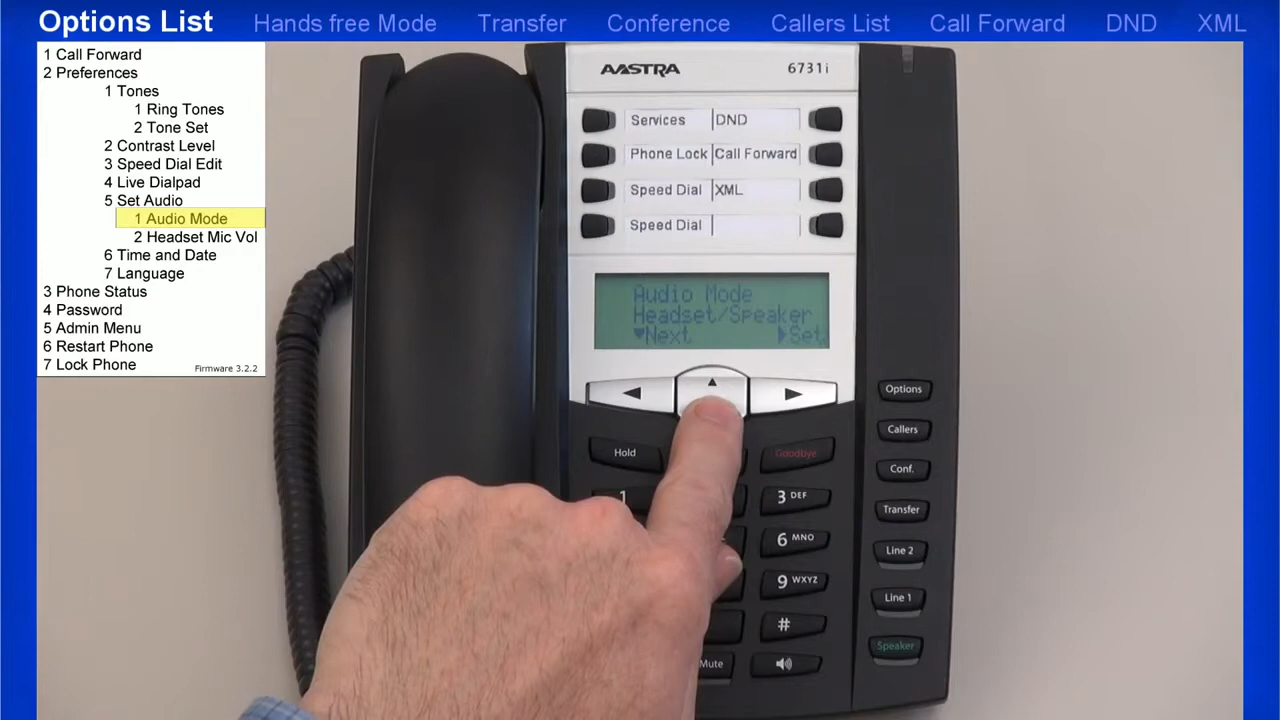 Options List Hands free Mode Transfer Conference Callers List Call Forward DND XML
1 Call Forward
2 Preferences
1 Tones
1 Ring Tones
2 Tone Set
2 Contrast Level
3 Speed Dial Edit
4 Live Dialpad
5 Set Audio
1 Audio Mode
2 Headset Mic Vol
6 Time and Date
7 Language
3 Phone Status
4 Password
5 Admin Menu
6 Restart Phone
7 Lock Phone
Firmware 3.2.2
AASTRA 6731i
Services DND
Phone Lock Call Forward
Speed Dial XML
Speed Dial
Audio Mode
Headset/Speaker
▼Next ▶Set
Options
Callers
Conf.
Transfer
Line 2
Line 1
Speaker
Hold Goodbye
1 3 DEF
6 MNO
9 WXYZ
#
Mute